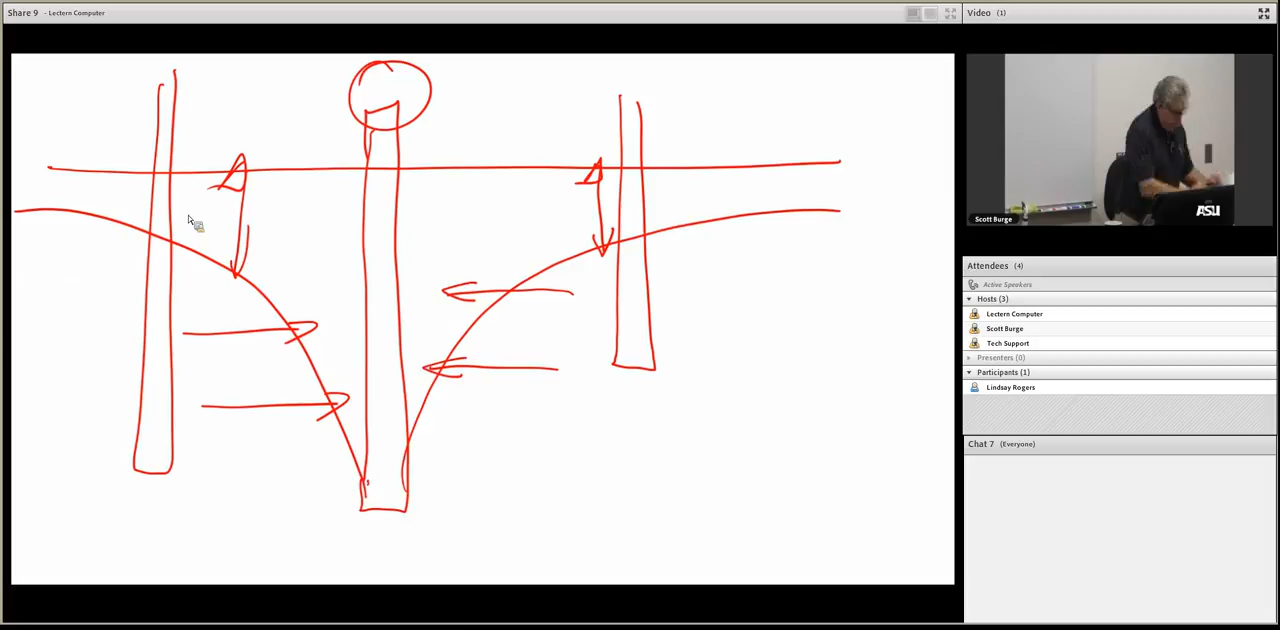 Share 9 - Lectern Computer
Video (1)
Scott Burge
ASU
Attendees (4)
Active Speakers
Hosts (3)
Lectern Computer
Scott Burge
Tech Support
Presenters (0)
Participants (1)
Lindsay Rogers
Chat 7 (Everyone)